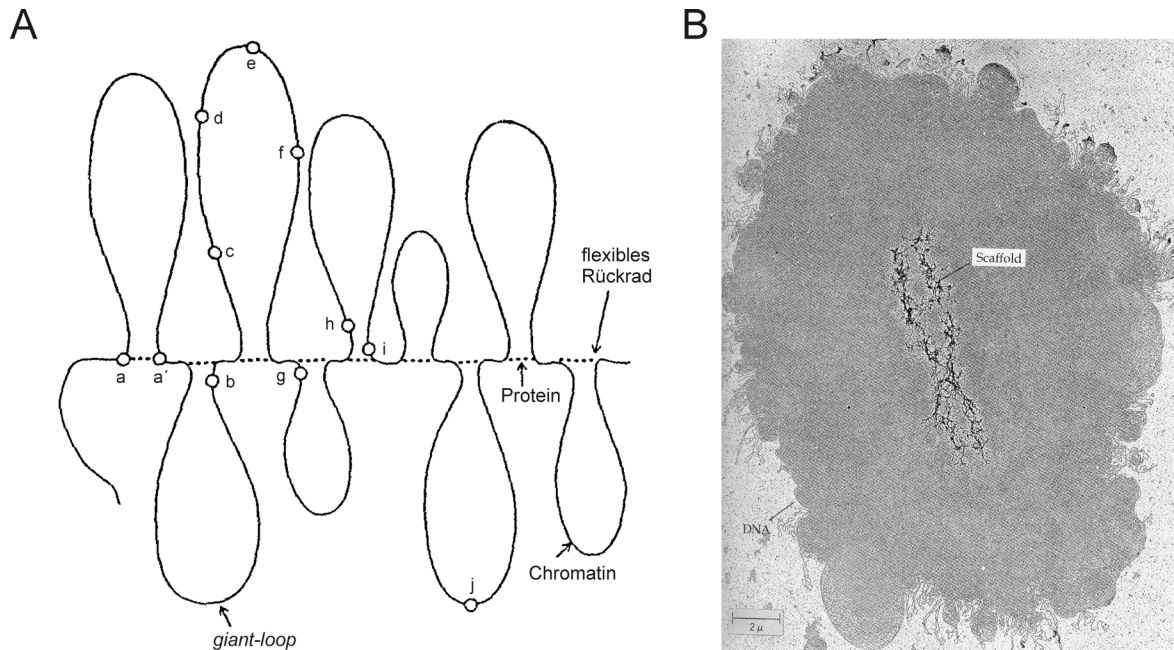 A
B
e
d
f
c
h
i
a
a´
b
g
flexibles
Rückrad
Protein
Chromatin
j
giant-loop
Scaffold
DNA
2 μ